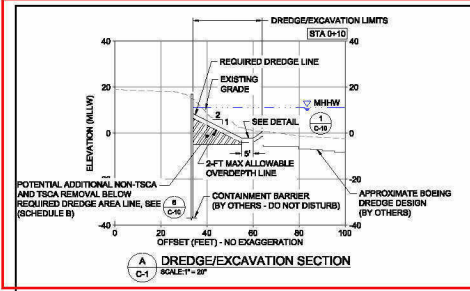 DREDGE/EXCAVATION LIMITS
STA 0+10
40
40
REQUIRED DREDGE LINE
EXISTING
GRADE
20
20
MHHW
2
1
SEE DETAIL
1
C-10
ELEVATION (MLLW)
0
0
5'
2-FT MAX ALLOWABLE
OVERDEPTH LINE
-20
-20
POTENTIAL ADDITIONAL NON-TSCA
AND TSCA REMOVAL BELOW
REQUIRED DREDGE AREA LINE, SEE
(SCHEDULE B)
6
C-10
CONTAINMENT BARRIER
(BY OTHERS - DO NOT DISTURB)
APPROXIMATE BOEING
DREDGE DESIGN
(BY OTHERS)
-40
-40
0
20
40
60
80
100
OFFSET (FEET) - NO EXAGGERATION
A
C-1
DREDGE/EXCAVATION SECTION
SCALE: 1" = 20'